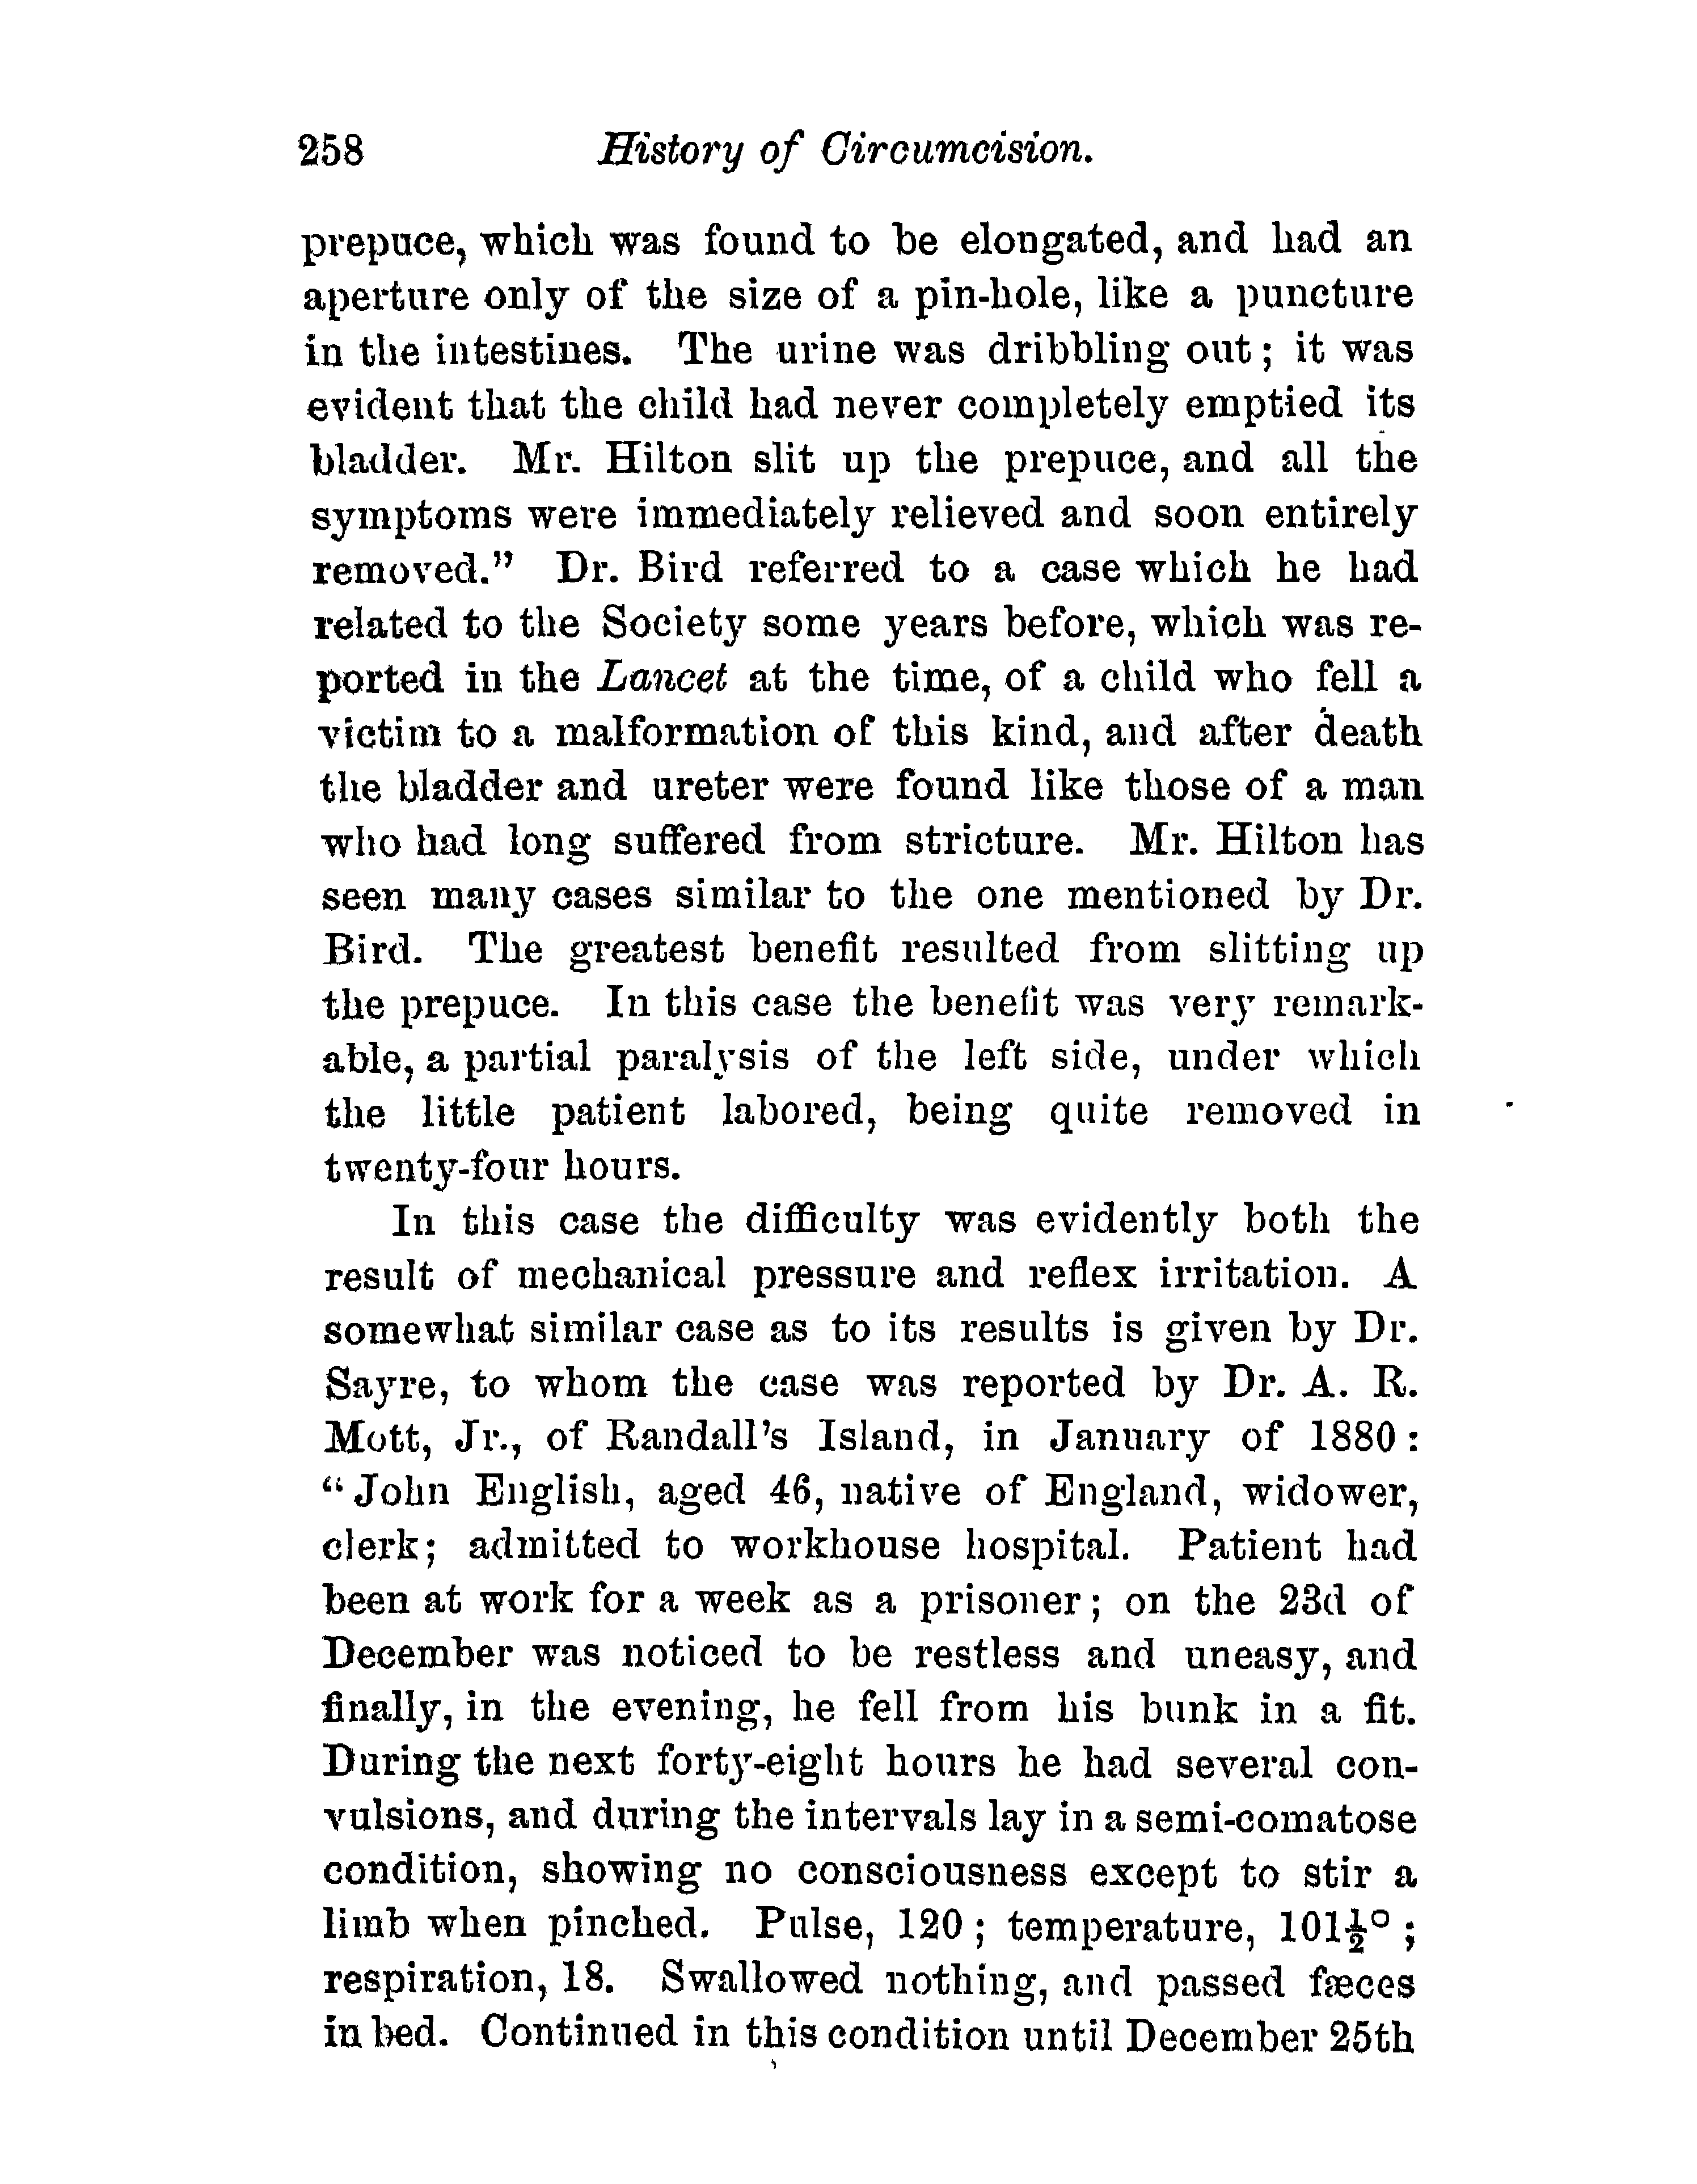 258 History of Circumcision.
prepuce, which was found to be elongated, and had an
aperture only of the size of a pin-hole, like a puncture
in the intestines. The urine was dribbling out; it was
evident that the child had never completely emptied its
bladder. Mr. Hilton slit up the prepuce, and all the
symptoms were immediately relieved and soon entirely
removed.” Dr. Bird referred to a case which he had
related to the Society some years before, which was re-
ported in the Lancet at the time, of a child who fell a
victim to a malformation of this kind, and after death
the bladder and ureter were found like those of a man
who had long suffered from stricture. Mr. Hilton has
seen many cases similar to the one mentioned by Dr.
Bird. The greatest benefit resulted from slitting up
the prepuce. In this case the benefit was very remark-
able, a partial paralysis of the left side, under which
the little patient labored, being quite removed in
twenty-four hours.
In this case the difficulty was evidently both the
result of mechanical pressure and reflex irritation. A
somewhat similar case as to its results is given by Dr.
Sayre, to whom the case was reported by Dr. A. R.
Mott, Jr., of Randall’s Island, in January of 1880:
“John English, aged 46, native of England, widower,
clerk; admitted to workhouse hospital. Patient had
been at work for a week as a prisoner; on the 23d of
December was noticed to be restless and uneasy, and
finally, in the evening, he fell from his bunk in a fit.
During the next forty-eight hours he had several con-
vulsions, and during the intervals lay in a semi-comatose
condition, showing no consciousness except to stir a
limb when pinched. Pulse, 120; temperature, 101½°;
respiration, 18. Swallowed nothing, and passed fæces
in bed. Continued in this condition until December 25th